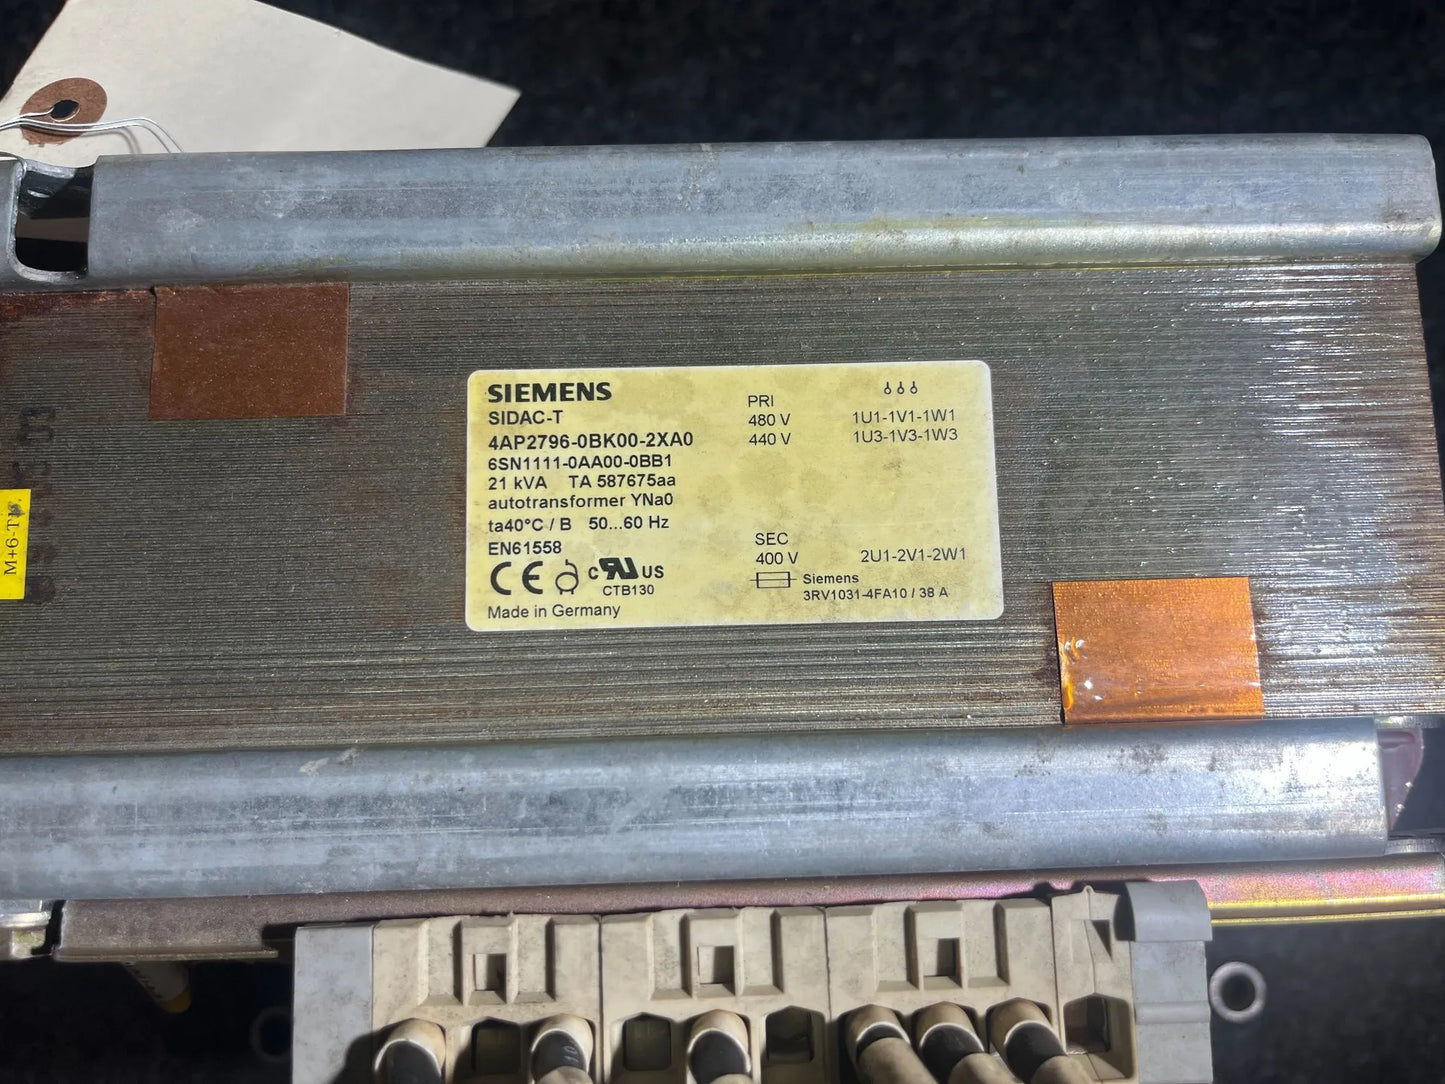 SIEMENS
SIDAC-T
4AP2796-0BK00-2XA0
6SN1111-0AA00-0BB1
21 kVA TA 587675aa
autotransformer YNa0
ta40°C / B 50...60 Hz
EN61558
CE c RU US
CTB130
Made in Germany
PRI
480 V 1U1-1V1-1W1
440 V 1U3-1V3-1W3
SEC
400 V 2U1-2V1-2W1
Siemens
3RV1031-4FA10 / 38 A